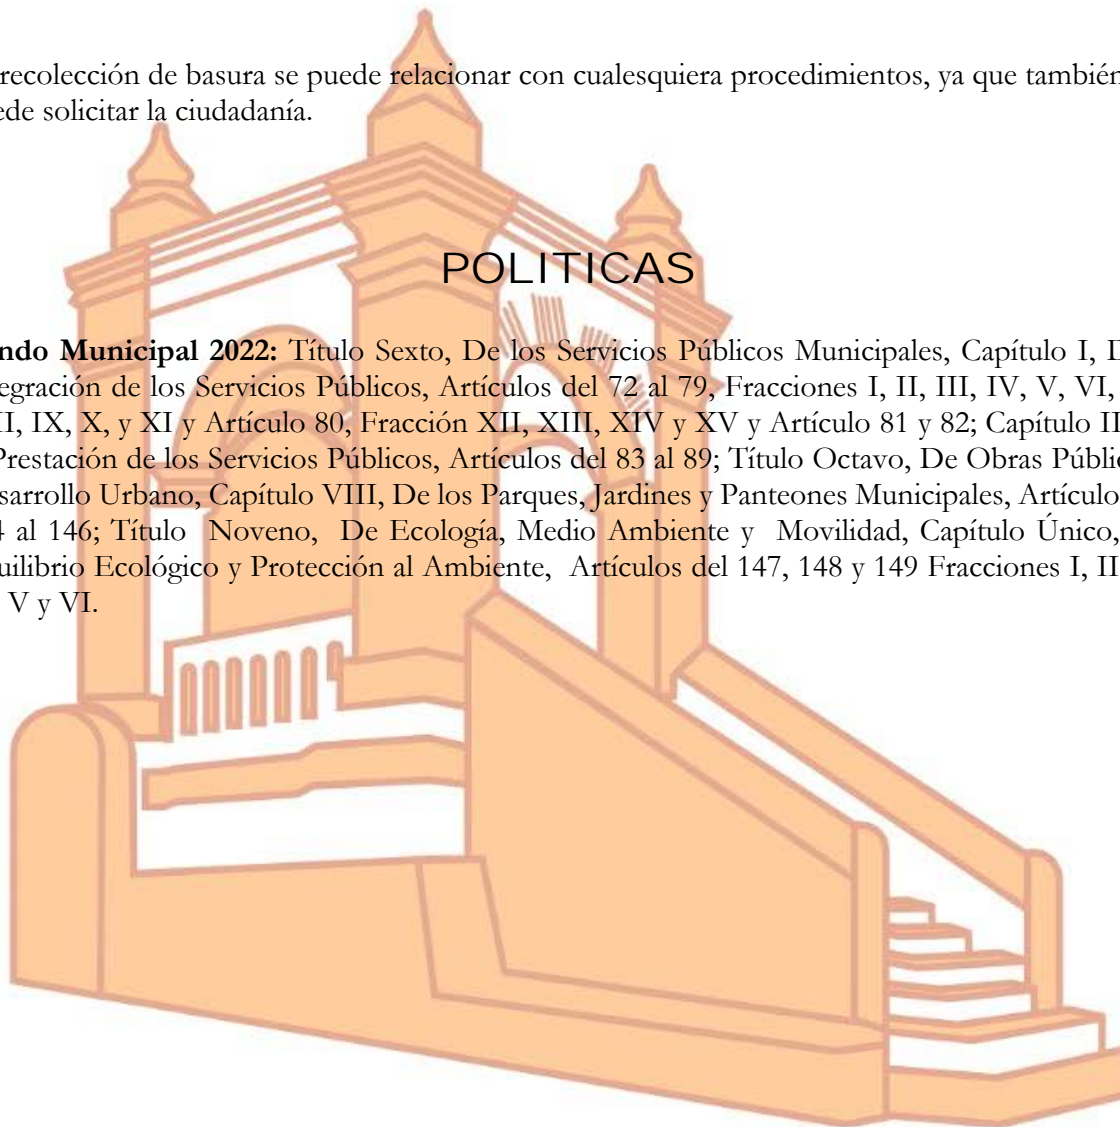 recolección de basura se puede relacionar con cualesquiera procedimientos, ya que también
ede solicitar la ciudadanía.
POLITICAS
ndo Municipal 2022: Título Sexto, De los Servicios Públicos Municipales, Capítulo I, D
egración de los Servicios Públicos, Artículos del 72 al 79, Fracciones I, II, III, IV, V, VI,
II, IX, X, y XI y Artículo 80, Fracción XII, XIII, XIV y XV y Artículo 81 y 82; Capítulo II
Prestación de los Servicios Públicos, Artículos del 83 al 89; Título Octavo, De Obras Públic
esarrollo Urbano, Capítulo VIII, De los Parques, Jardines y Panteones Municipales, Artículo
4 al 146; Título Noveno, De Ecología, Medio Ambiente y Movilidad, Capítulo Único,
uilibrio Ecológico y Protección al Ambiente, Artículos del 147, 148 y 149 Fracciones I, II
V y VI.